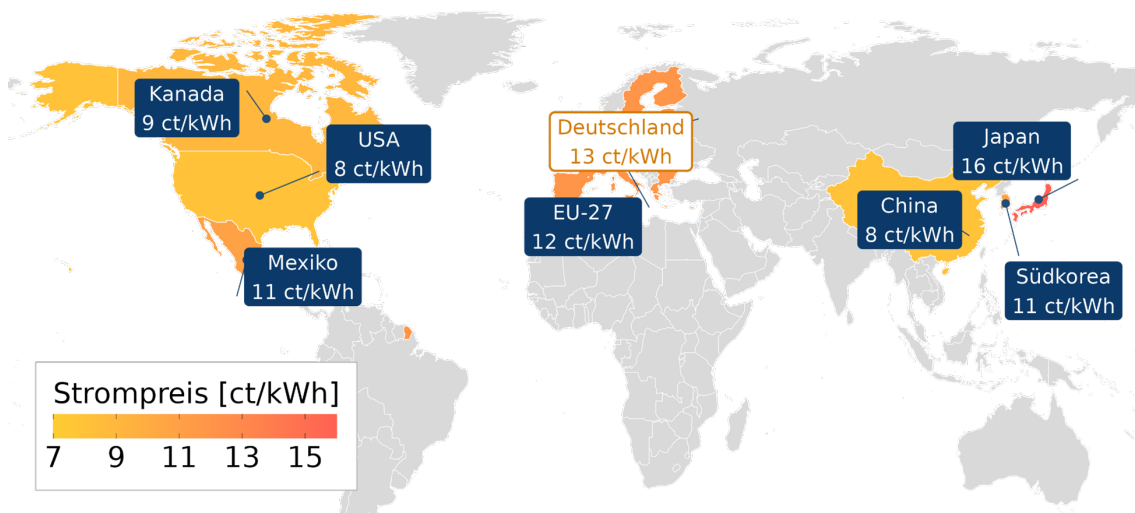 Kanada
9 ct/kWh
USA
8 ct/kWh
Deutschland
13 ct/kWh
Japan
16 ct/kWh
EU-27
12 ct/kWh
China
8 ct/kWh
Mexiko
11 ct/kWh
Südkorea
11 ct/kWh
Strompreis [ct/kWh]
7 9 11 13 15